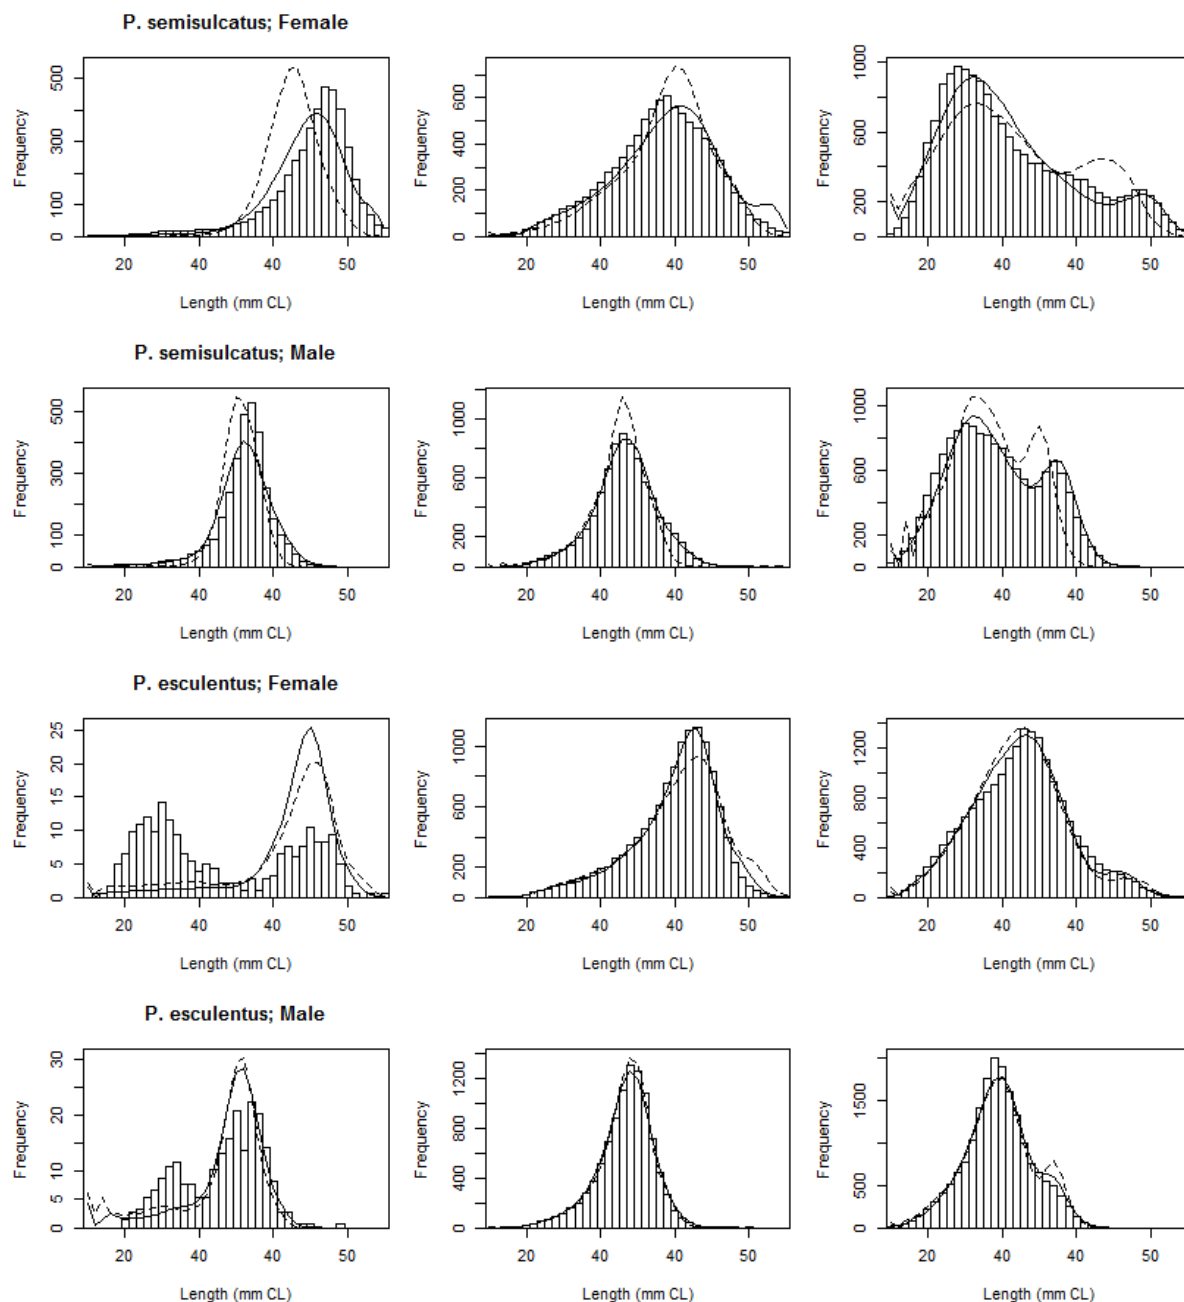 P. semisulcatus; Female
Frequency
0 100 300 500
20 40 40 50
Length (mm CL)
Frequency
0 200 400 600
20 40 40 50
Length (mm CL)
Frequency
0 200 400 600 800 1000
20 40 40 50
Length (mm CL)
P. semisulcatus; Male
Frequency
0 100 300 500
20 40 40 50
Length (mm CL)
Frequency
0 200 600 1000
20 40 40 50
Length (mm CL)
Frequency
0 200 600 1000
20 40 40 50
Length (mm CL)
P. esculentus; Female
Frequency
0 5 10 15 20 25
20 40 40 50
Length (mm CL)
Frequency
0 200 600 1000
20 40 40 50
Length (mm CL)
Frequency
0 400 800 1200
20 40 40 50
Length (mm CL)
P. esculentus; Male
Frequency
0 5 10 20 30
20 40 40 50
Length (mm CL)
Frequency
0 400 800 1200
20 40 40 50
Length (mm CL)
Frequency
0 500 1500
20 40 40 50
Length (mm CL)